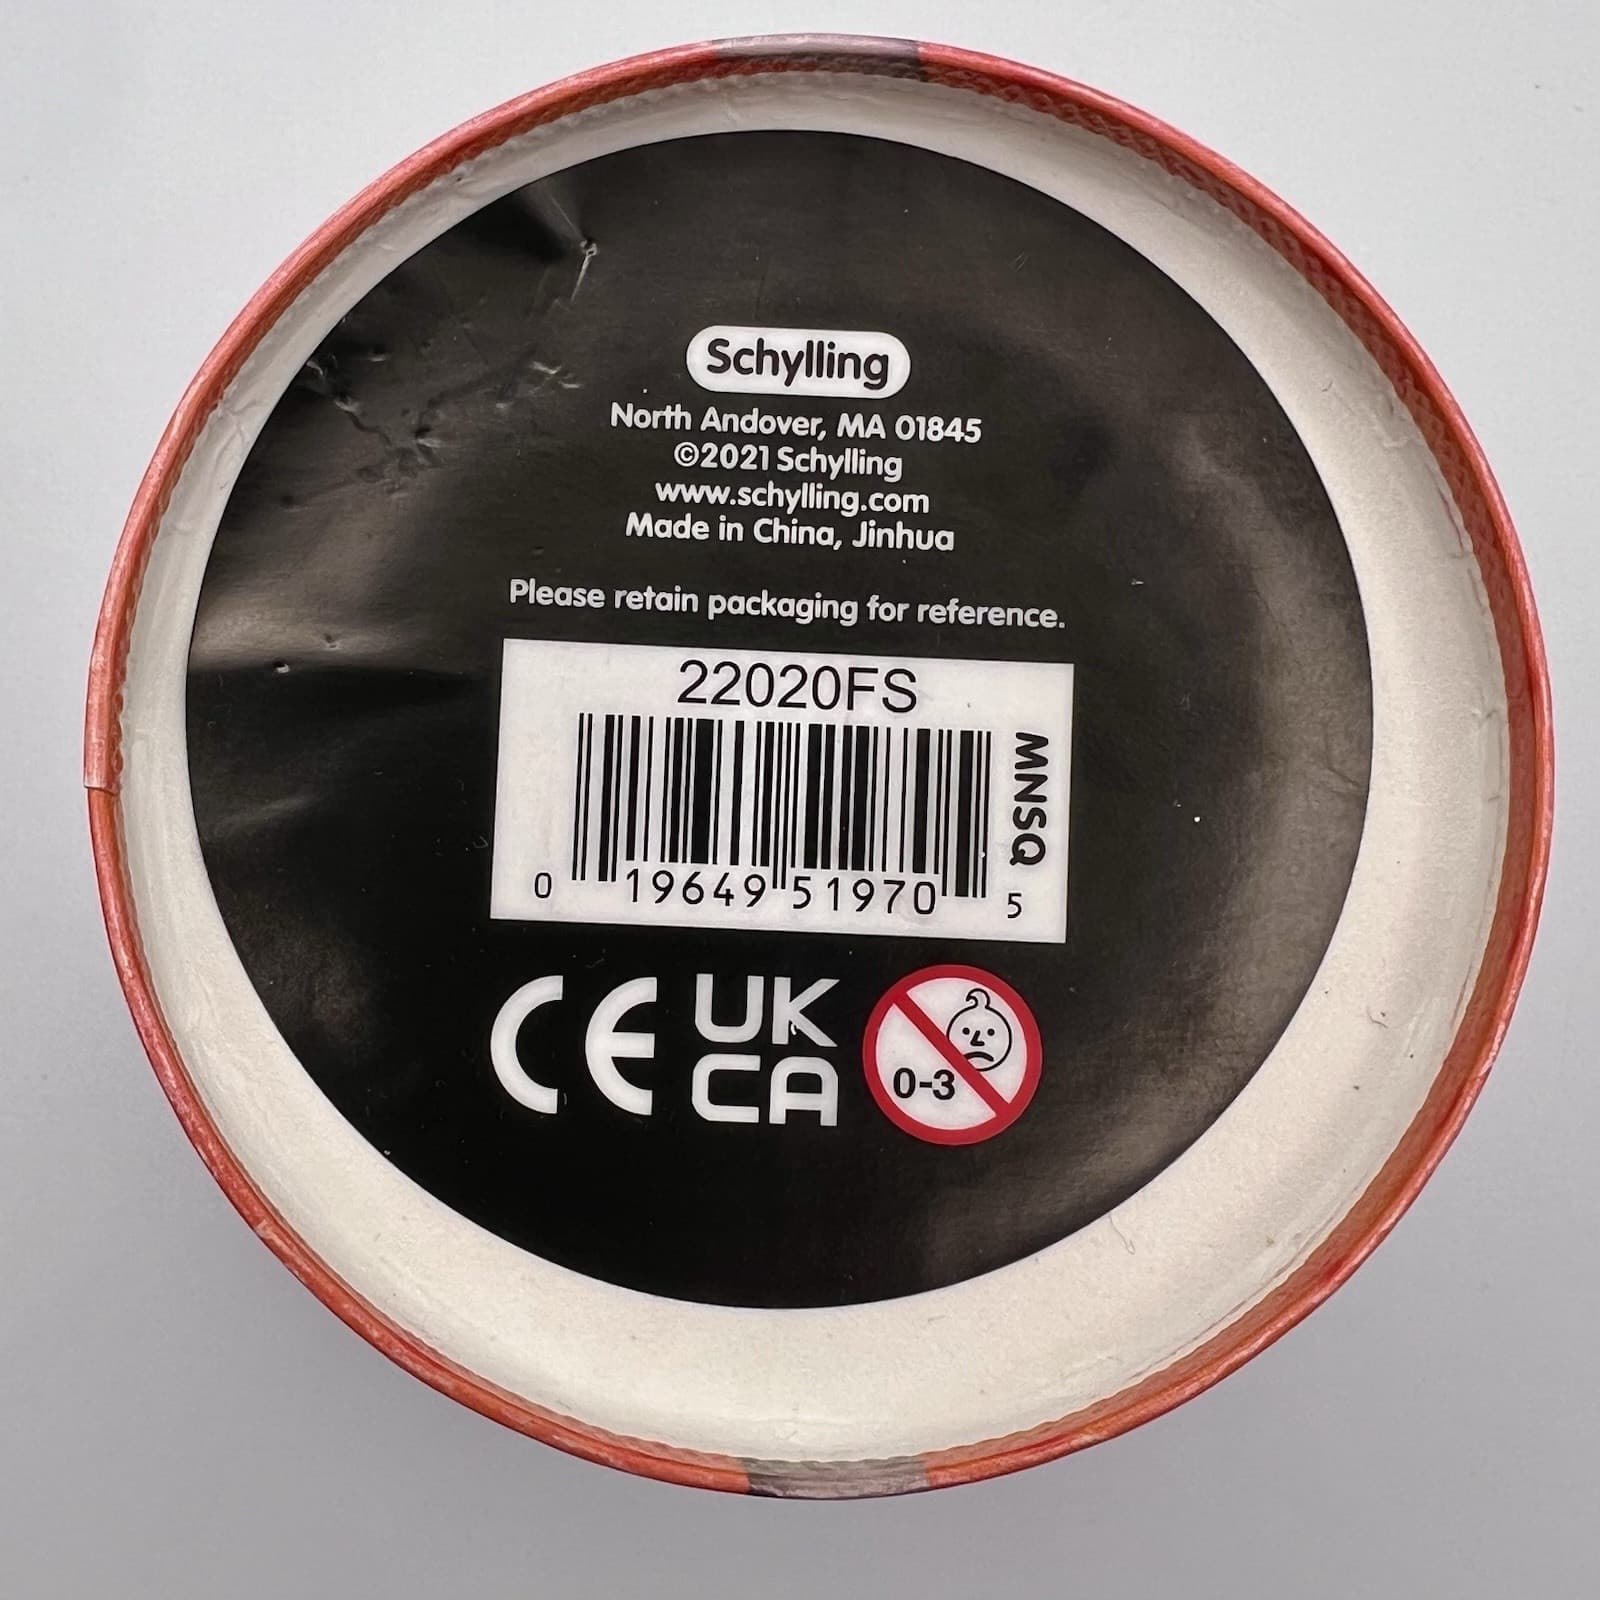 Schylling
North Andover, MA 01845
©2021 Schylling
www.schylling.com
Made in China, Jinhua
Please retain packaging for reference.
22020FS
MNSQ
0 19649 51970 5
CE UK
CA
0-3